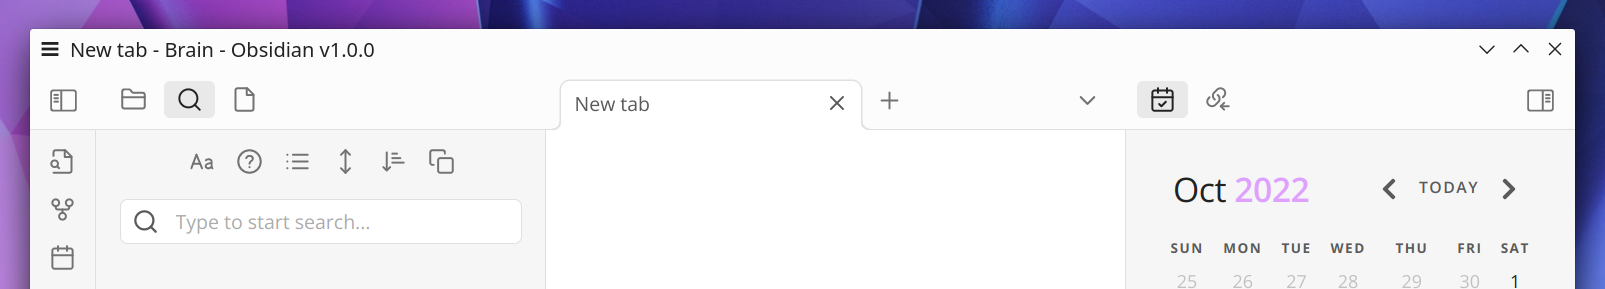 New tab - Brain - Obsidian v1.0.0
New tab
Aa
Type to start search...
Oct 2022
TODAY
SUN MON TUE WED THU FRI SAT
25 26 27 28 29 30 1